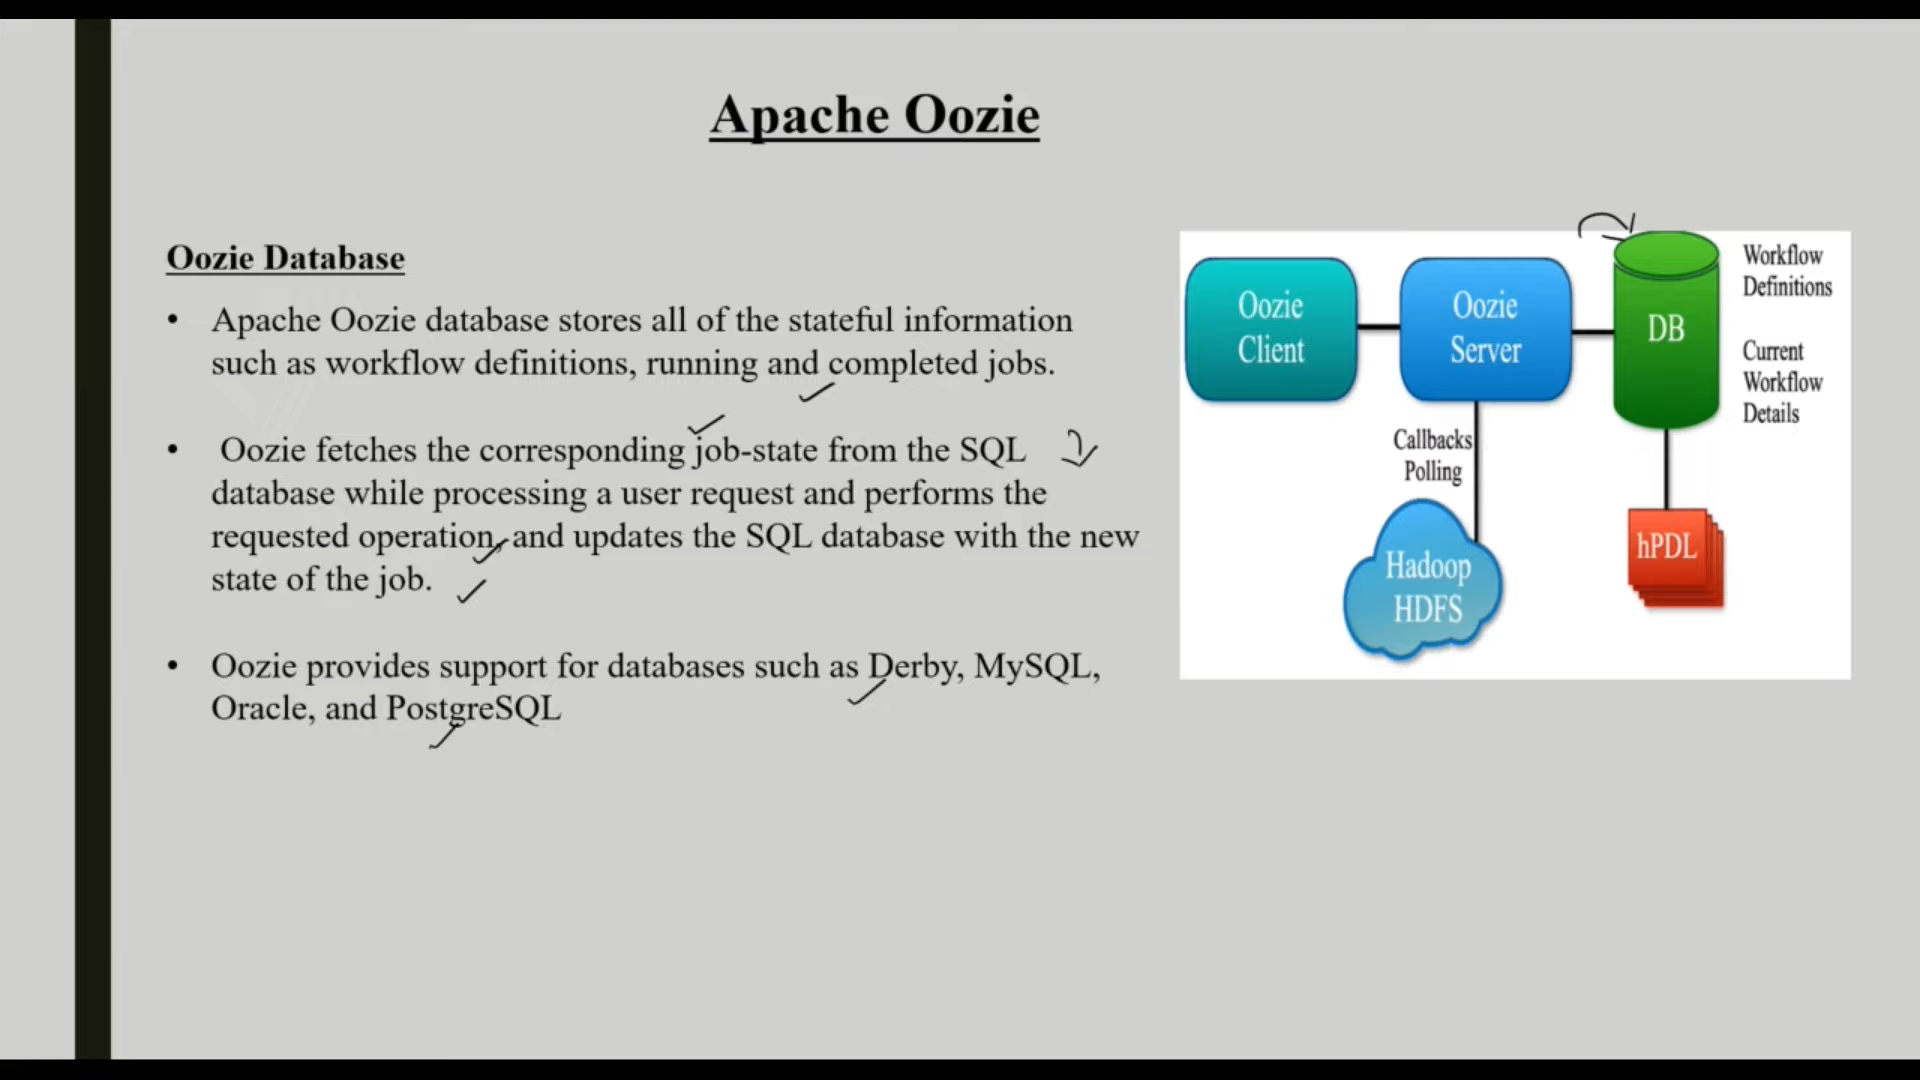 Apache Oozie
Oozie Database
• Apache Oozie database stores all of the stateful information
such as workflow definitions, running and completed jobs.
• Oozie fetches the corresponding job-state from the SQL
database while processing a user request and performs the
requested operation, and updates the SQL database with the new
state of the job.
• Oozie provides support for databases such as Derby, MySQL,
Oracle, and PostgreSQL
Oozie
Client
Oozie
Server
DB
Workflow
Definitions
Current
Workflow
Details
Callbacks
Polling
Hadoop
HDFS
hPDL